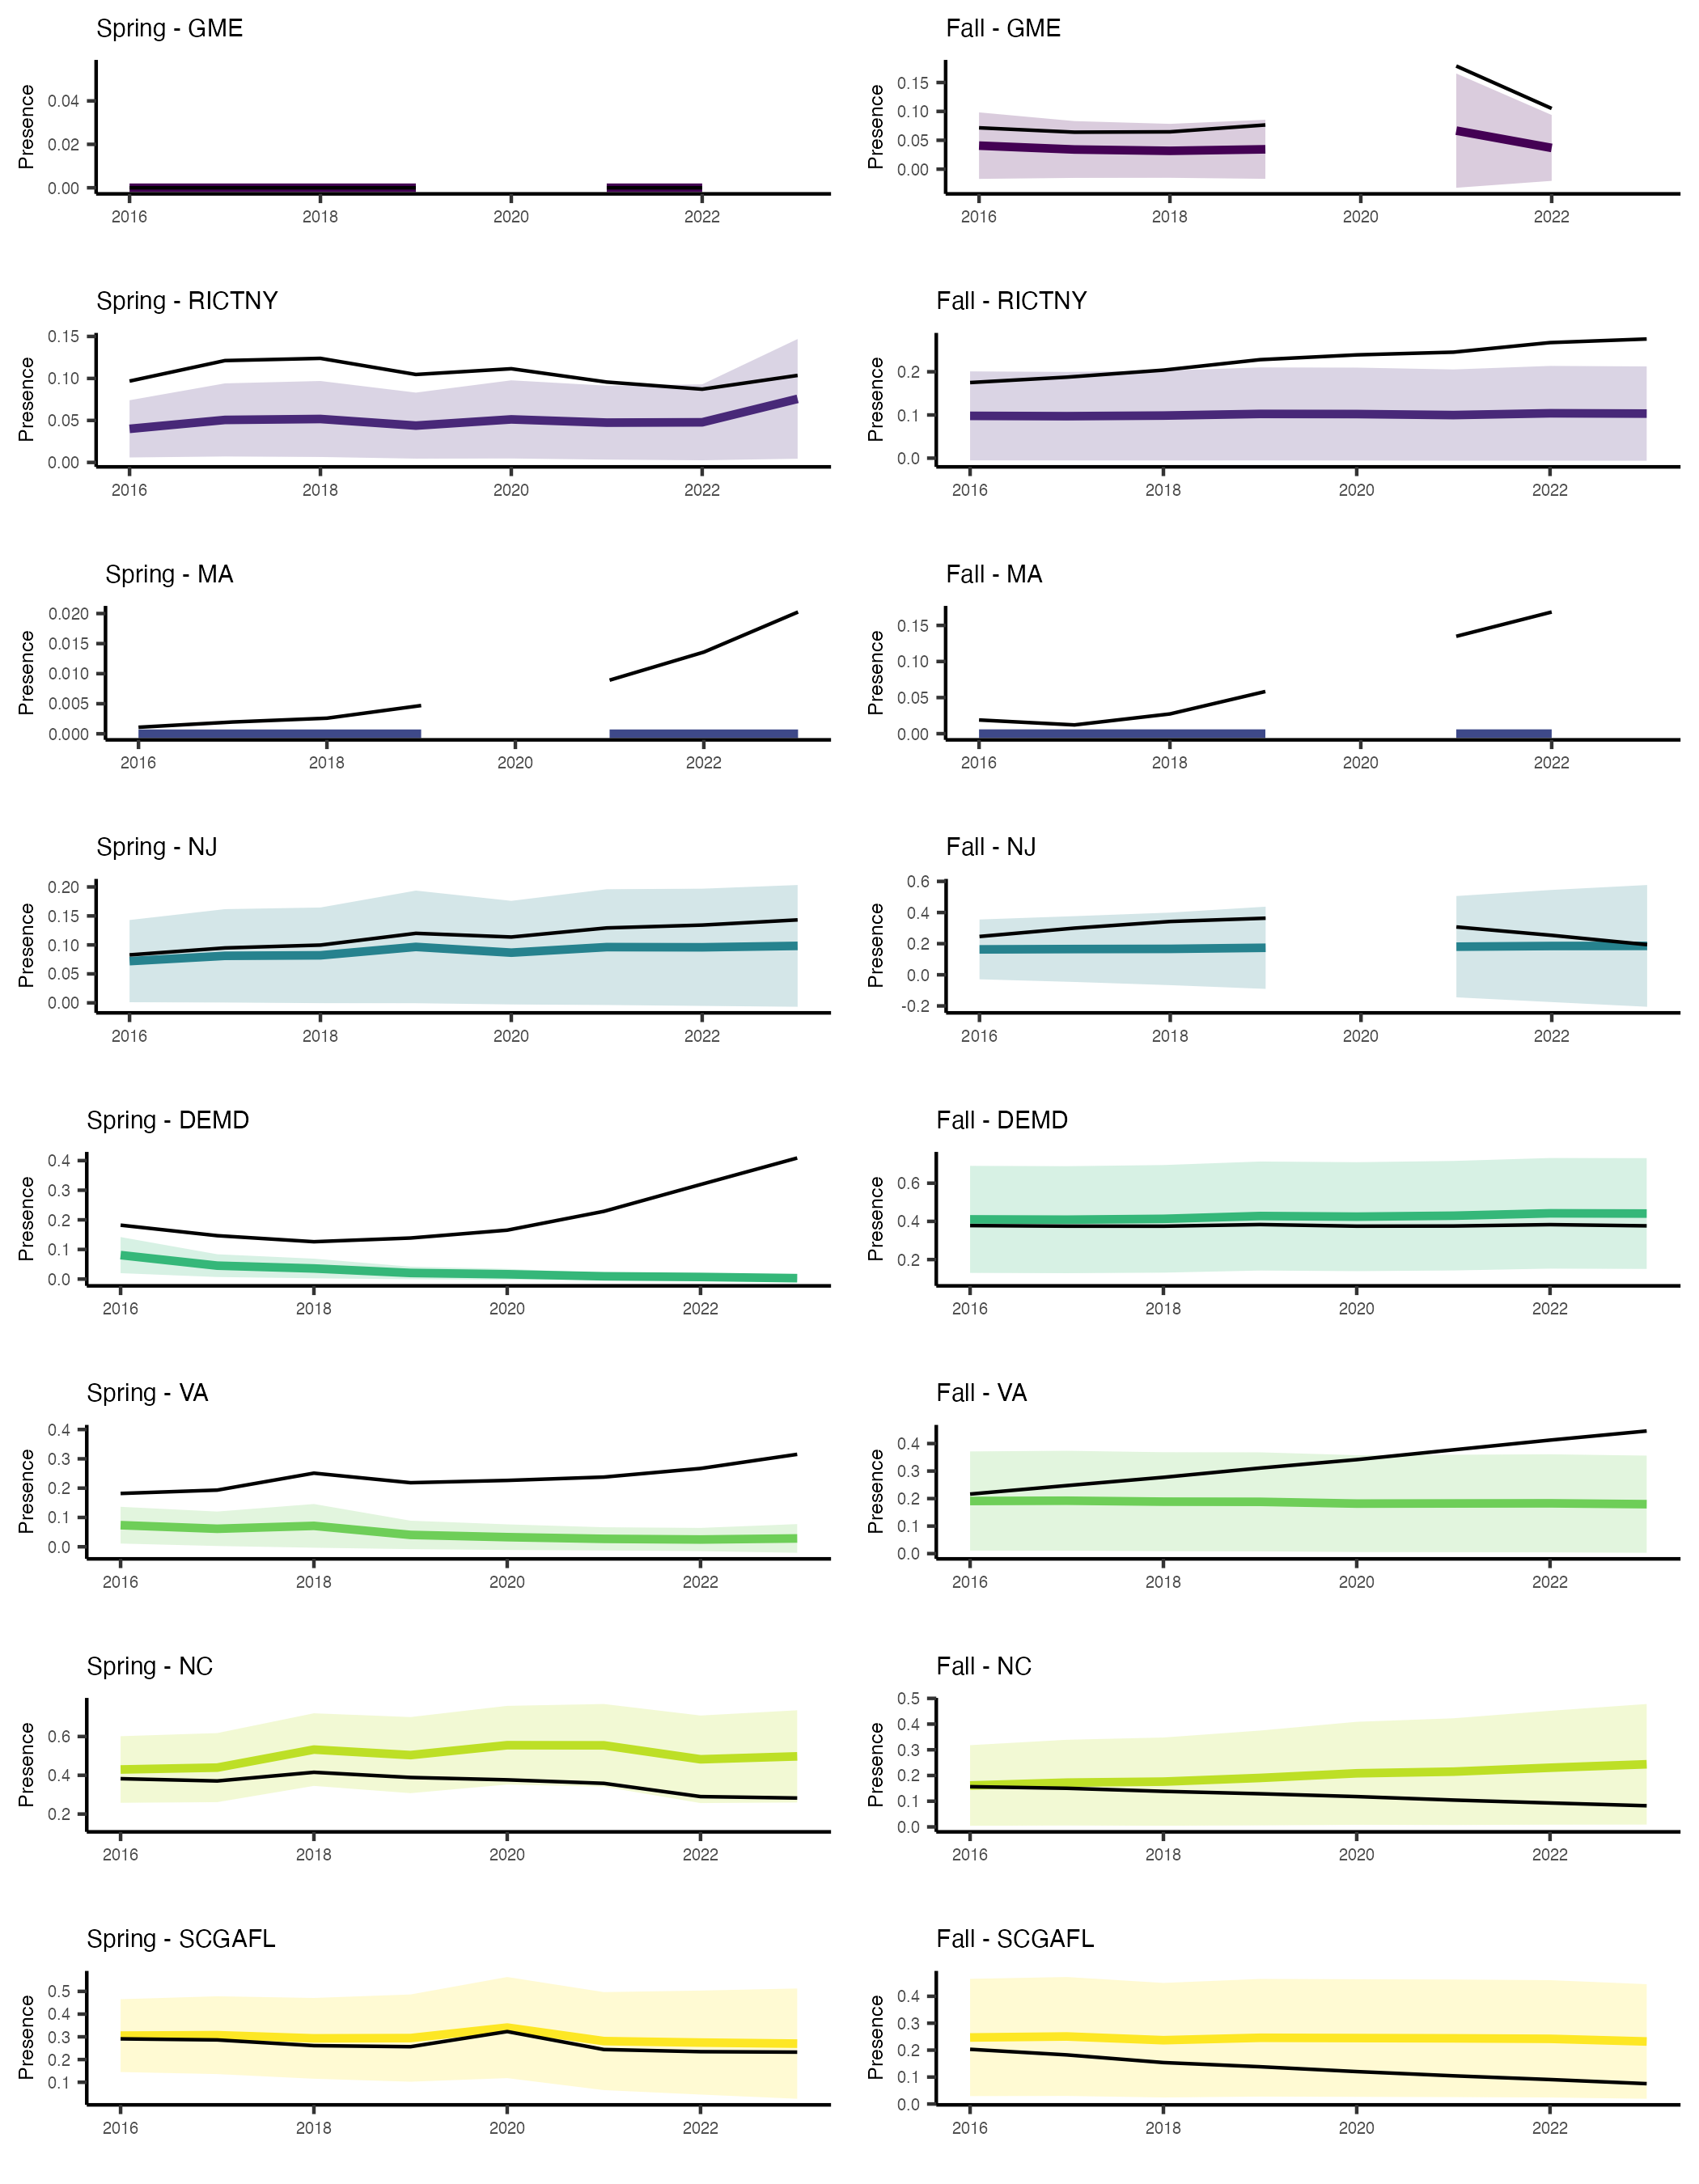 Spring - GME
Presence
0.04
0.02
0.00
2016 2018 2020 2022
Fall - GME
Presence
0.15
0.10
0.05
0.00
2016 2018 2020 2022
Spring - RICTNY
Presence
0.15
0.10
0.05
0.00
2016 2018 2020 2022
Fall - RICTNY
Presence
0.2
0.1
0.0
2016 2018 2020 2022
Spring - MA
Presence
0.020
0.015
0.010
0.005
0.000
2016 2018 2020 2022
Fall - MA
Presence
0.15
0.10
0.05
0.00
2016 2018 2020 2022
Spring - NJ
Presence
0.20
0.15
0.10
0.05
0.00
2016 2018 2020 2022
Fall - NJ
Presence
0.6
0.4
0.2
0.0
-0.2
2016 2018 2020 2022
Spring - DEMD
Presence
0.4
0.3
0.2
0.1
0.0
2016 2018 2020 2022
Fall - DEMD
Presence
0.6
0.4
0.2
2016 2018 2020 2022
Spring - VA
Presence
0.4
0.3
0.2
0.1
0.0
2016 2018 2020 2022
Fall - VA
Presence
0.4
0.3
0.2
0.1
0.0
2016 2018 2020 2022
Spring - NC
Presence
0.6
0.4
0.2
2016 2018 2020 2022
Fall - NC
Presence
0.5
0.4
0.3
0.2
0.1
0.0
2016 2018 2020 2022
Spring - SCGAFL
Presence
0.5
0.4
0.3
0.2
0.1
2016 2018 2020 2022
Fall - SCGAFL
Presence
0.4
0.3
0.2
0.1
0.0
2016 2018 2020 2022